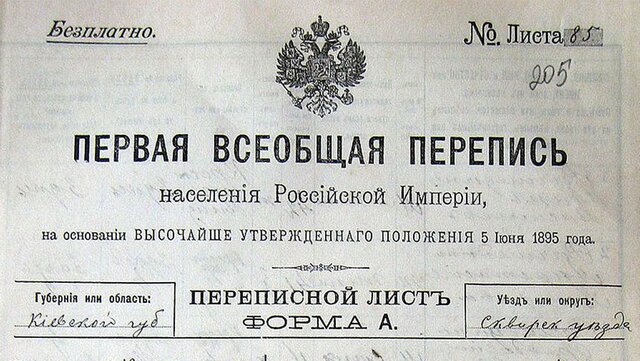 Безплатно.
№ Листа 85
205
ПЕРВАЯ ВСЕОБЩАЯ ПЕРЕПИСЬ
населенія Россійской Имперіи,
на основаніи ВЫСОЧАЙШЕ УТВЕРЖДЕННАГО ПОЛОЖЕНІЯ 5 Іюня 1895 года.
Губернія или область:
Кіевской губ
ПЕРЕПИСНОЙ ЛИСТЪ
ФОРМА А.
Уѣздъ или округъ:
Сквирск уѣзда